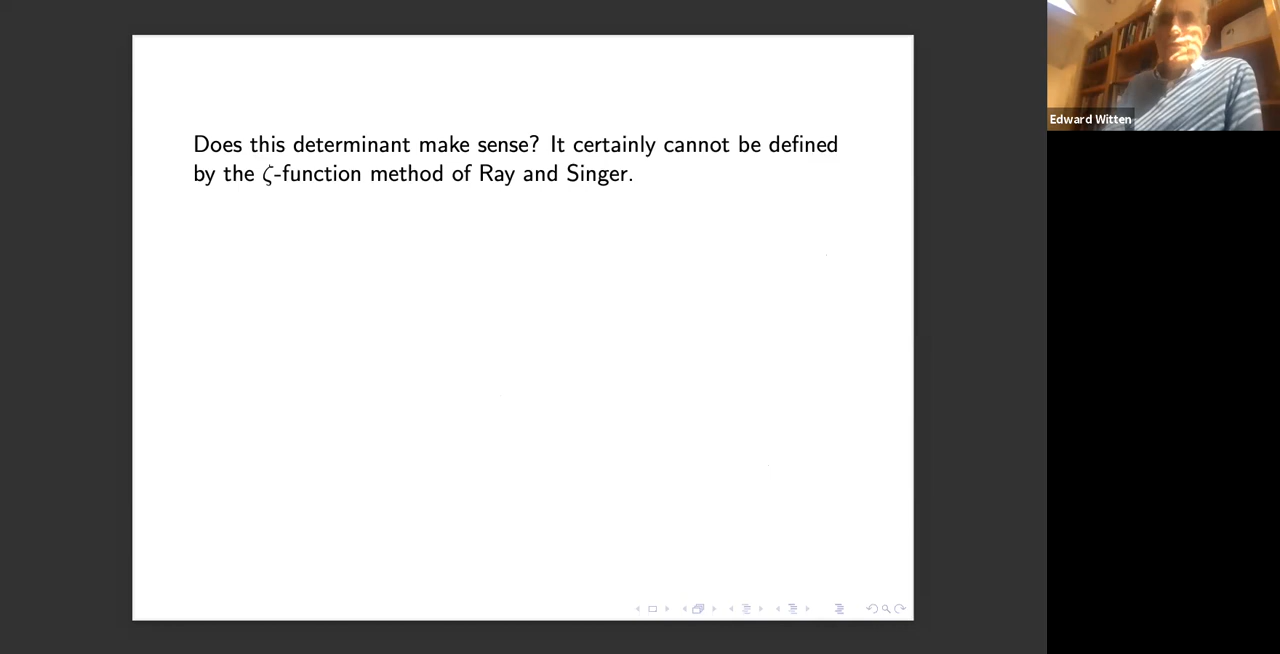 Does this determinant make sense? It certainly cannot be defined
by the ζ-function method of Ray and Singer.
Edward Witten